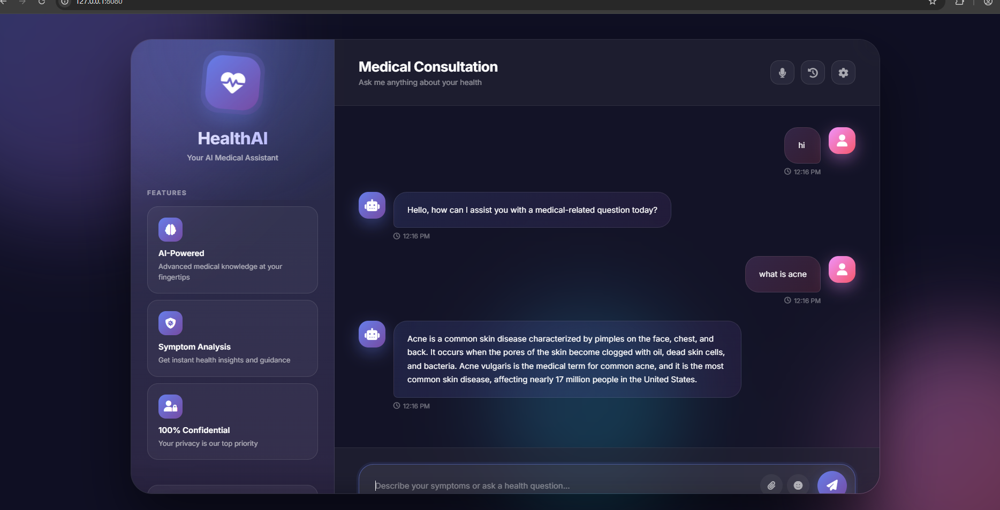 127.0.0.1:8080
HealthAI
Your AI Medical Assistant
FEATURES
AI-Powered
Advanced medical knowledge at your
fingertips
Symptom Analysis
Get instant health insights and guidance
100% Confidential
Your privacy is our top priority
Medical Consultation
Ask me anything about your health
hi
12:16 PM
Hello, how can I assist you with a medical-related question today?
12:16 PM
what is acne
12:16 PM
Acne is a common skin disease characterized by pimples on the face, chest, and
back. It occurs when the pores of the skin become clogged with oil, dead skin cells,
and bacteria. Acne vulgaris is the medical term for common acne, and it is the most
common skin disease, affecting nearly 17 million people in the United States.
12:16 PM
Describe your symptoms or ask a health question...